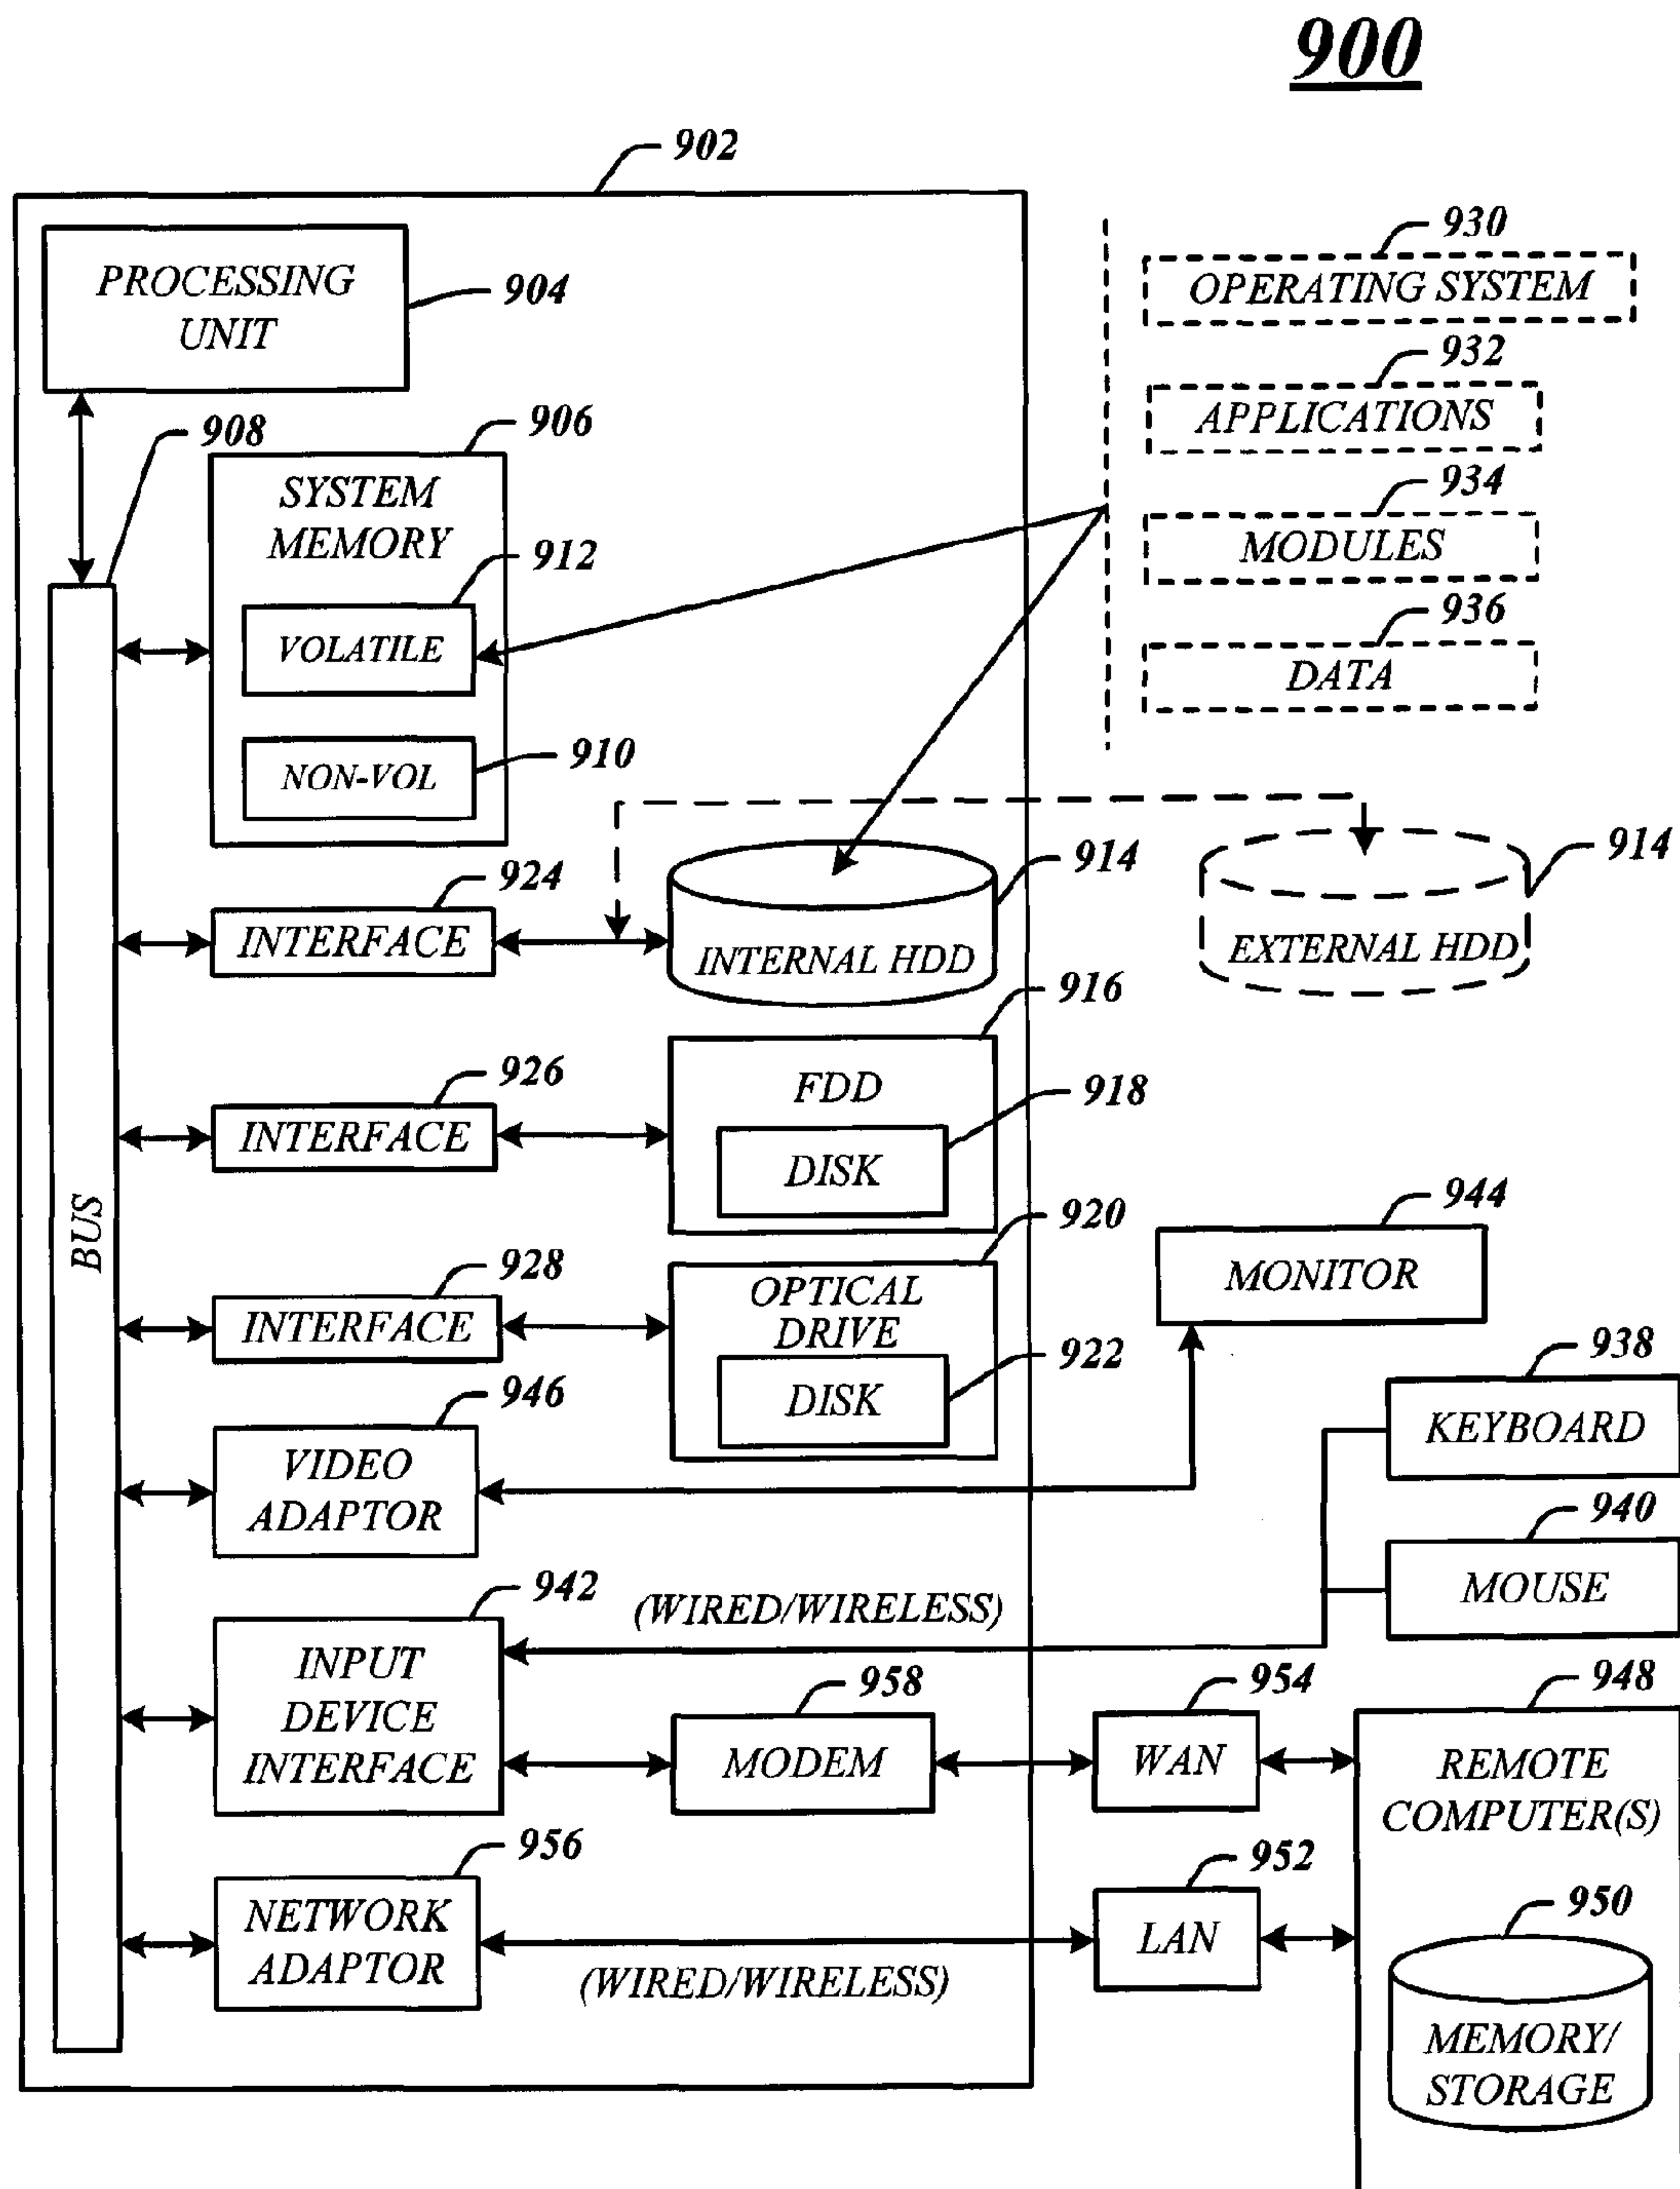 900
902
PROCESSING
UNIT
904
930
OPERATING SYSTEM
932
APPLICATIONS
908
906
SYSTEM
MEMORY
934
MODULES
912
VOLATILE
936
DATA
910
NON-VOL
924
INTERFACE
914
INTERNAL HDD
914
EXTERNAL HDD
916
FDD
926
INTERFACE
918
DISK
BUS
920
OPTICAL
DRIVE
944
MONITOR
928
INTERFACE
922
DISK
938
KEYBOARD
946
VIDEO
ADAPTOR
940
MOUSE
942
INPUT
DEVICE
INTERFACE
(WIRED/WIRELESS)
958
MODEM
954
WAN
948
REMOTE
COMPUTER(S)
956
NETWORK
ADAPTOR
(WIRED/WIRELESS)
952
LAN
950
MEMORY/
STORAGE